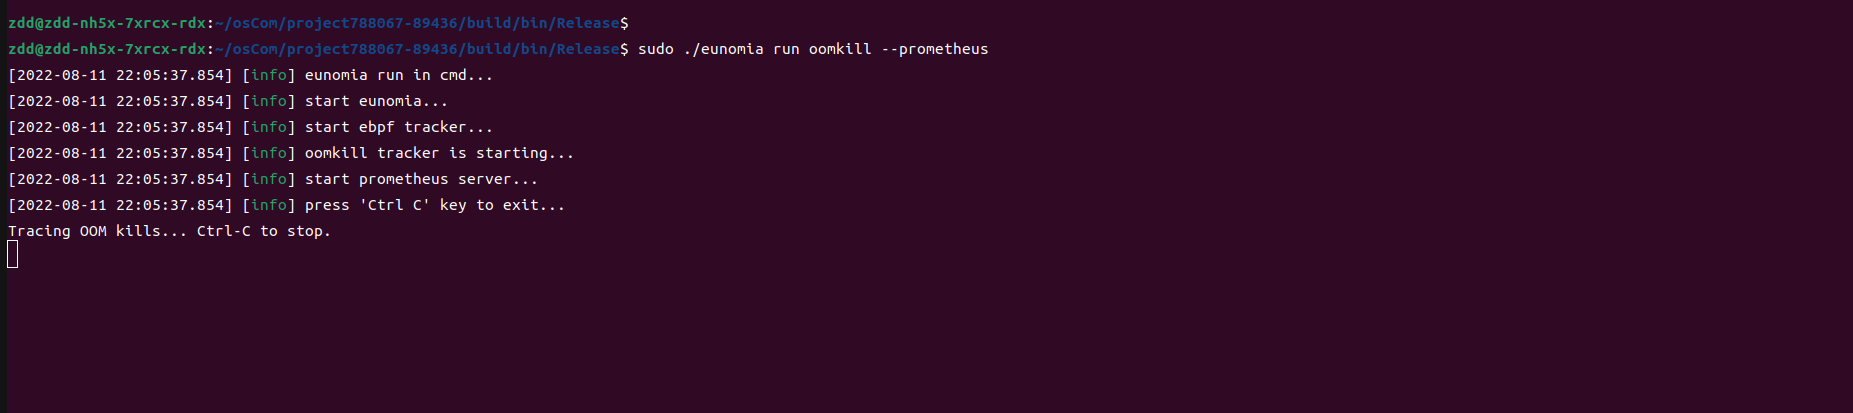 zdd@zdd-nh5x-7xrcx-rdx:~/osCom/project788067-89436/build/bin/Release$
zdd@zdd-nh5x-7xrcx-rdx:~/osCom/project788067-89436/build/bin/Release$ sudo ./eunomia run oomkill --prometheus
[2022-08-11 22:05:37.854] [info] eunomia run in cmd...
[2022-08-11 22:05:37.854] [info] start eunomia...
[2022-08-11 22:05:37.854] [info] start ebpf tracker...
[2022-08-11 22:05:37.854] [info] oomkill tracker is starting...
[2022-08-11 22:05:37.854] [info] start prometheus server...
[2022-08-11 22:05:37.854] [info] press 'Ctrl C' key to exit...
Tracing OOM kills... Ctrl-C to stop.